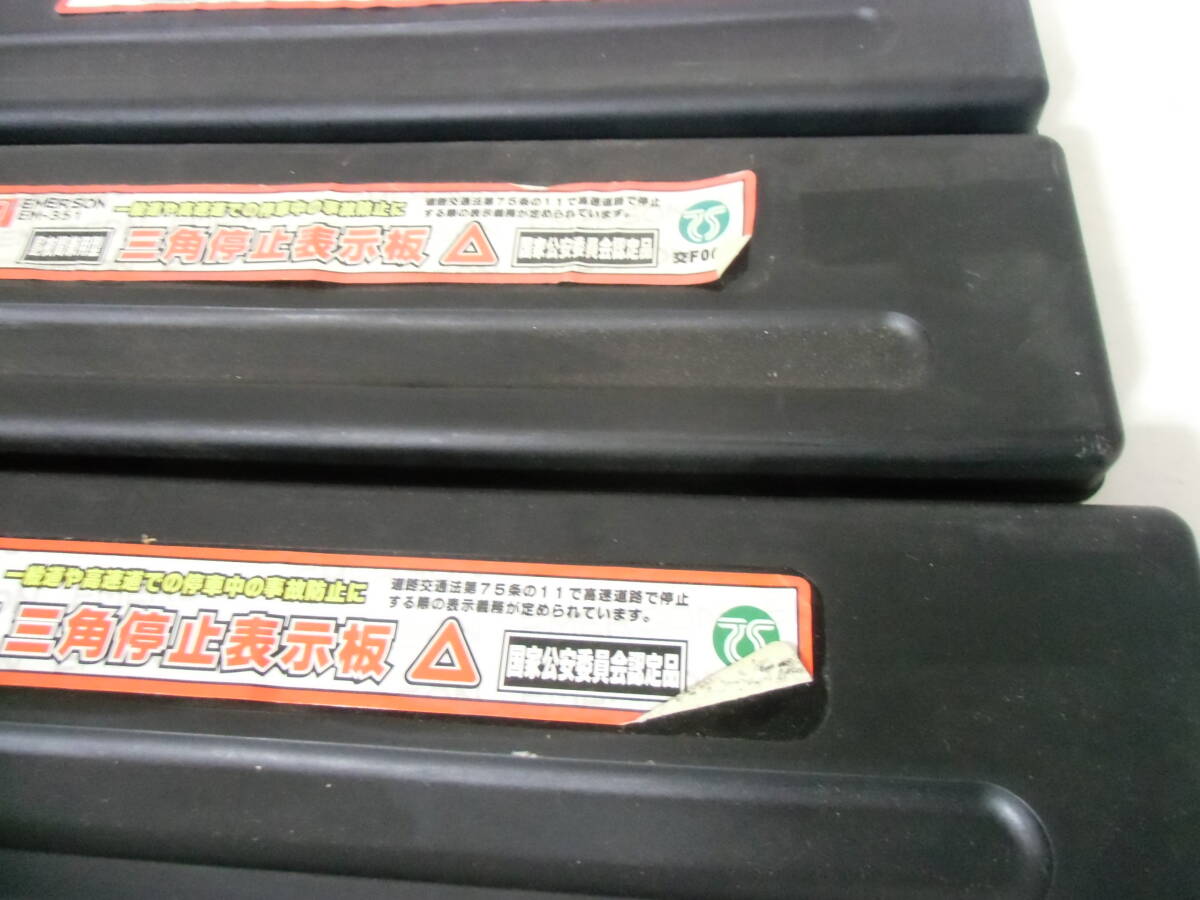 EMERSON
EM-351
一般道や高速道での停車中の事故防止に
三角停止表示板
道路交通法第75条の11で高速道路で停止
する際の表示義務が定められています。
国家公安委員会認定品
交F0
一般道や高速道での停車中の事故防止に
三角停止表示板
道路交通法第75条の11で高速道路で停止
する際の表示義務が定められています。
国家公安委員会認定品